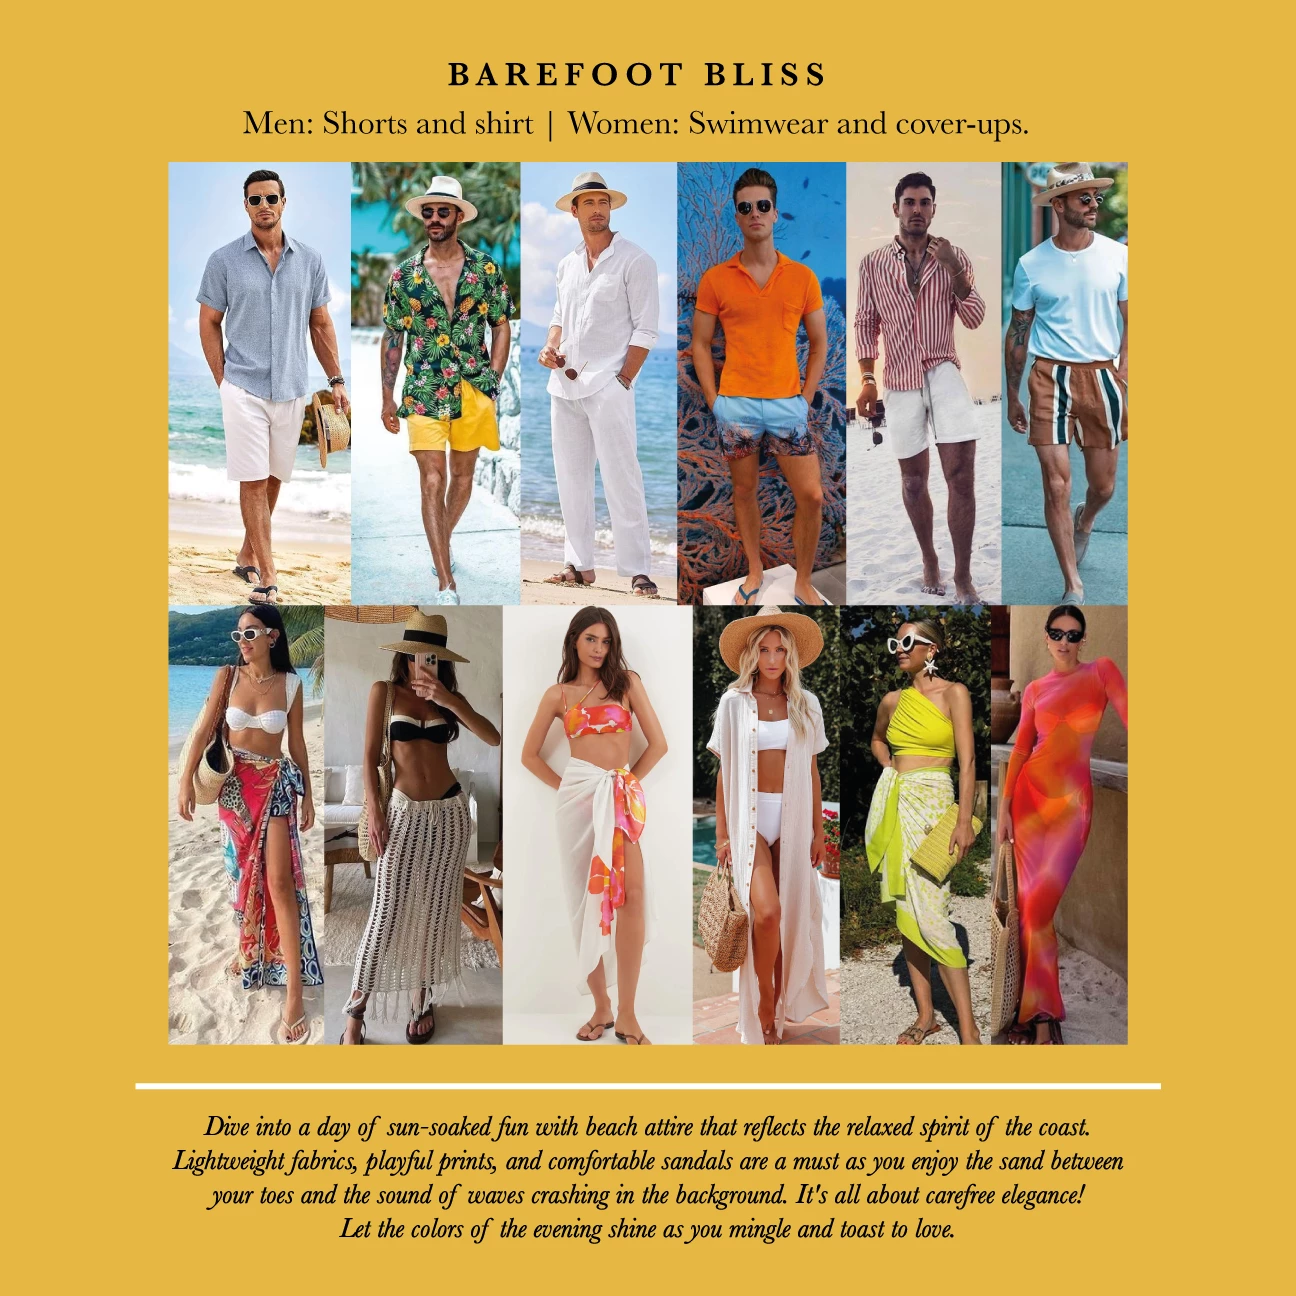 BAREFOOT BLISS
Men: Shorts and shirt | Women: Swimwear and cover-ups.
Dive into a day of sun-soaked fun with beach attire that reflects the relaxed spirit of the coast.
Lightweight fabrics, playful prints, and comfortable sandals are a must as you enjoy the sand between
your toes and the sound of waves crashing in the background. It's all about carefree elegance!
Let the colors of the evening shine as you mingle and toast to love.